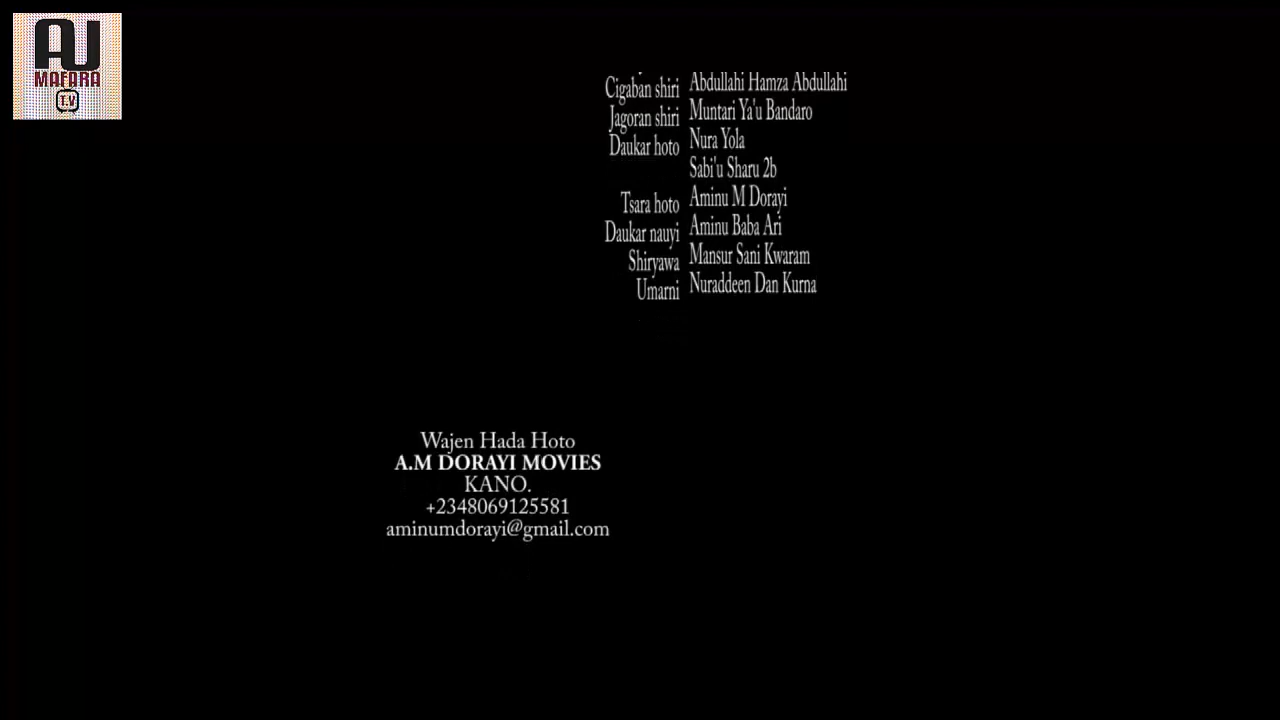 AJ
MAFARA
TV
Cigaban shiri Abdullahi Hamza Abdullahi
Jagoran shiri Muntari Ya'u Bandaro
Daukar hoto Nura Yola
Sabi'u Sharu 2b
Tsara hoto Aminu M Dorayi
Daukar nauyi Aminu Baba Ari
Shiryawa Mansur Sani Kwaram
Umarni Nuraddeen Dan Kurna
Wajen Hada Hoto
A.M DORAYI MOVIES
KANO.
+2348069125581
aminumdorayi@gmail.com